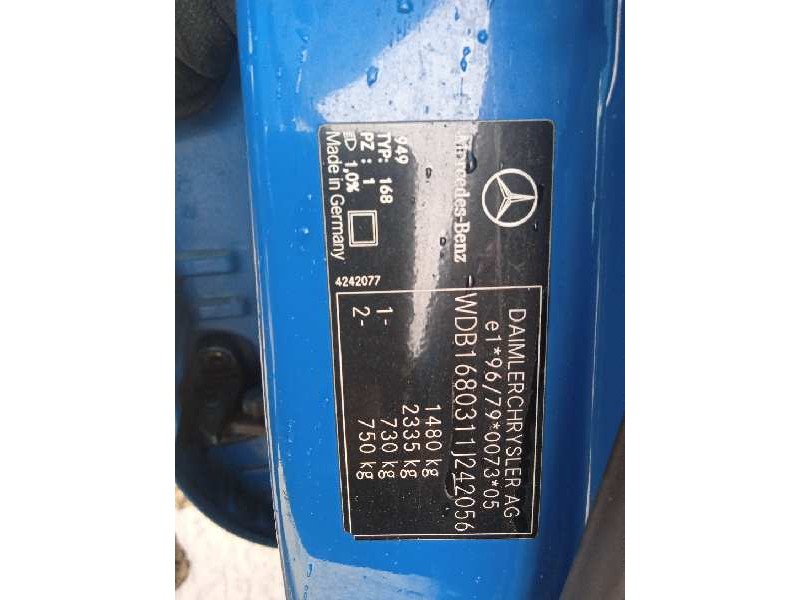 Mercedes-Benz
949
TYP: 168
PZ : 1
1,0%
Made in Germany
4242077
DAIMLERCHRYSLER AG
e1*96/79*0073*05
WDB1680311J242056
1480 kg
2335 kg
1- 730 kg
2- 750 kg